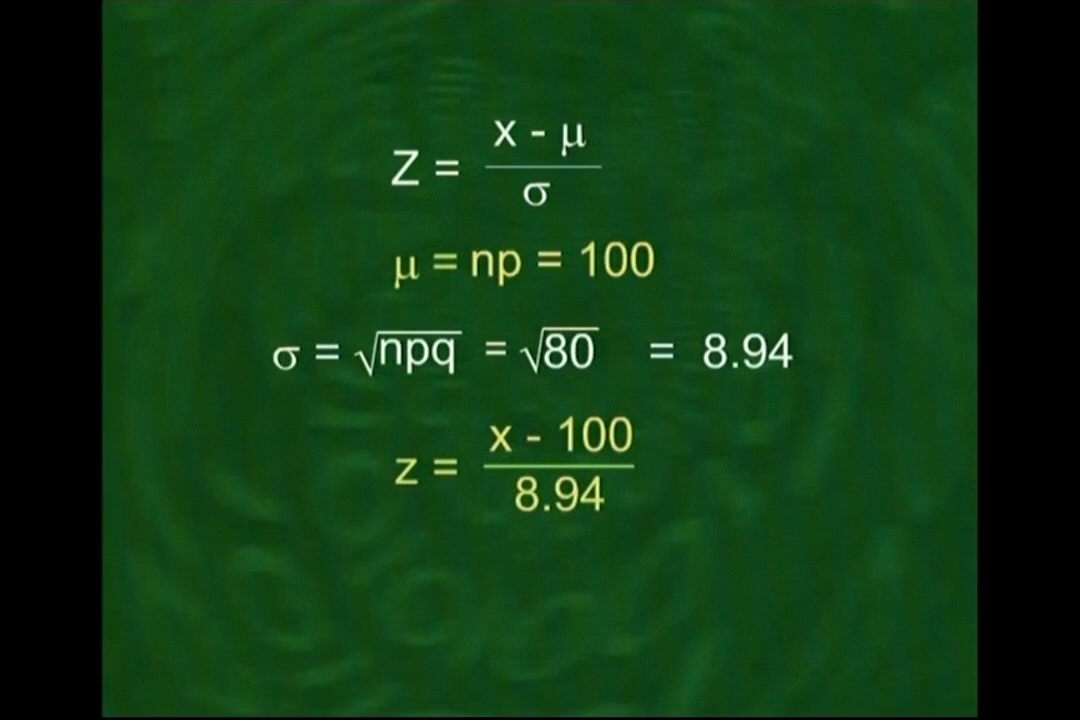 Z = x - μ / σ
μ = np = 100
σ = √npq = √80 = 8.94
z = x - 100 / 8.94